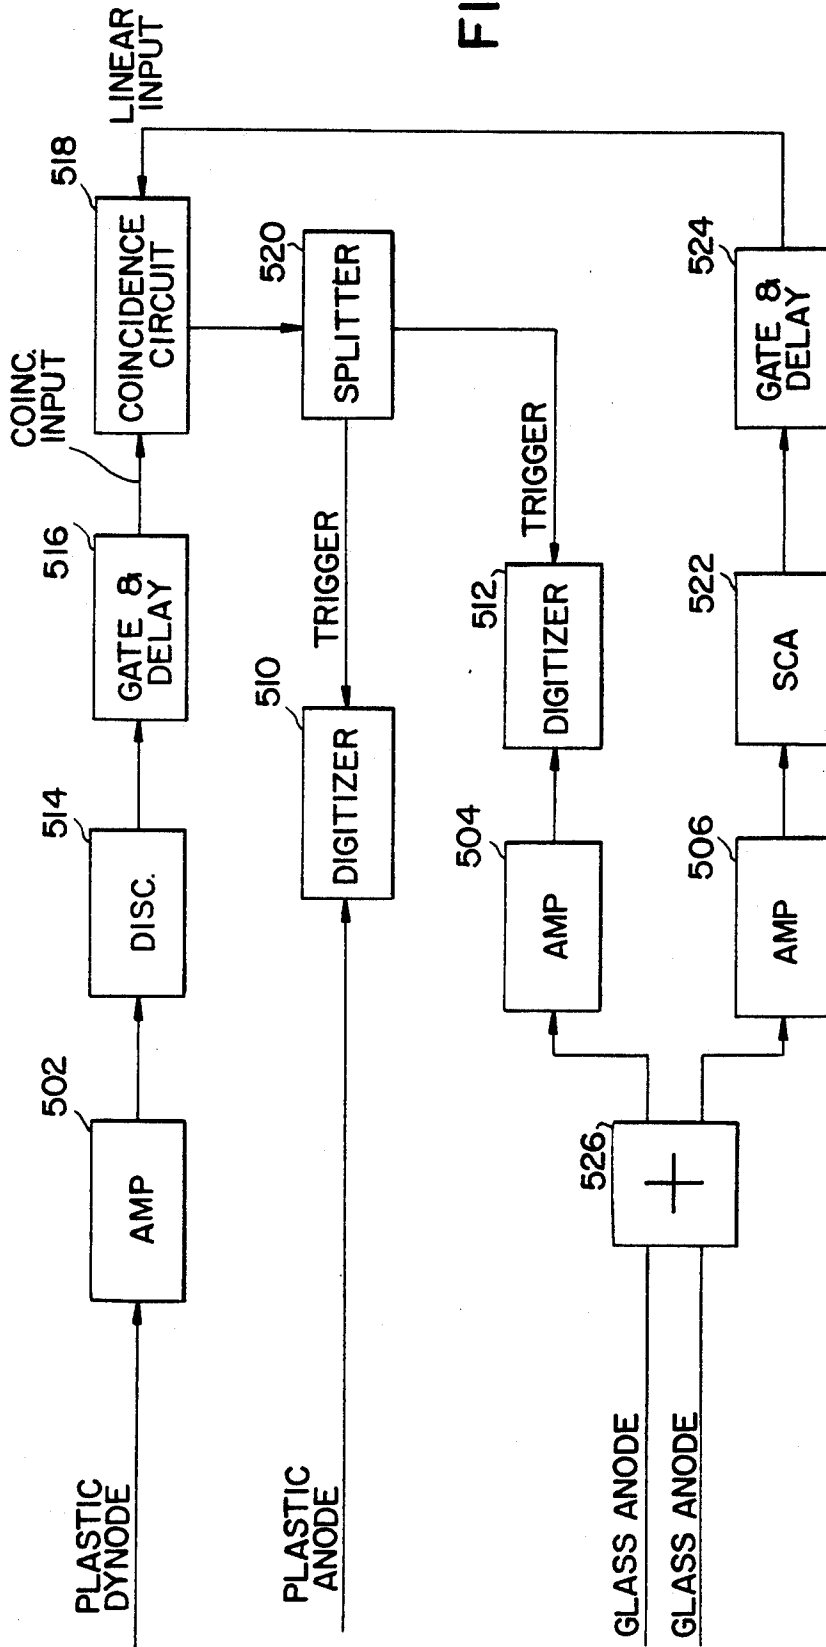 PLASTIC
DYNODE
502
AMP
514
DISC.
516
GATE &
DELAY
COINC.
INPUT
518
COINCIDENCE
CIRCUIT
LINEAR
INPUT
PLASTIC
ANODE
510
DIGITIZER
TRIGGER
520
SPLITTER
FI
504
AMP
512
DIGITIZER
TRIGGER
GLASS ANODE
GLASS ANODE
526
+
506
AMP
522
SCA
524
GATE &
DELAY